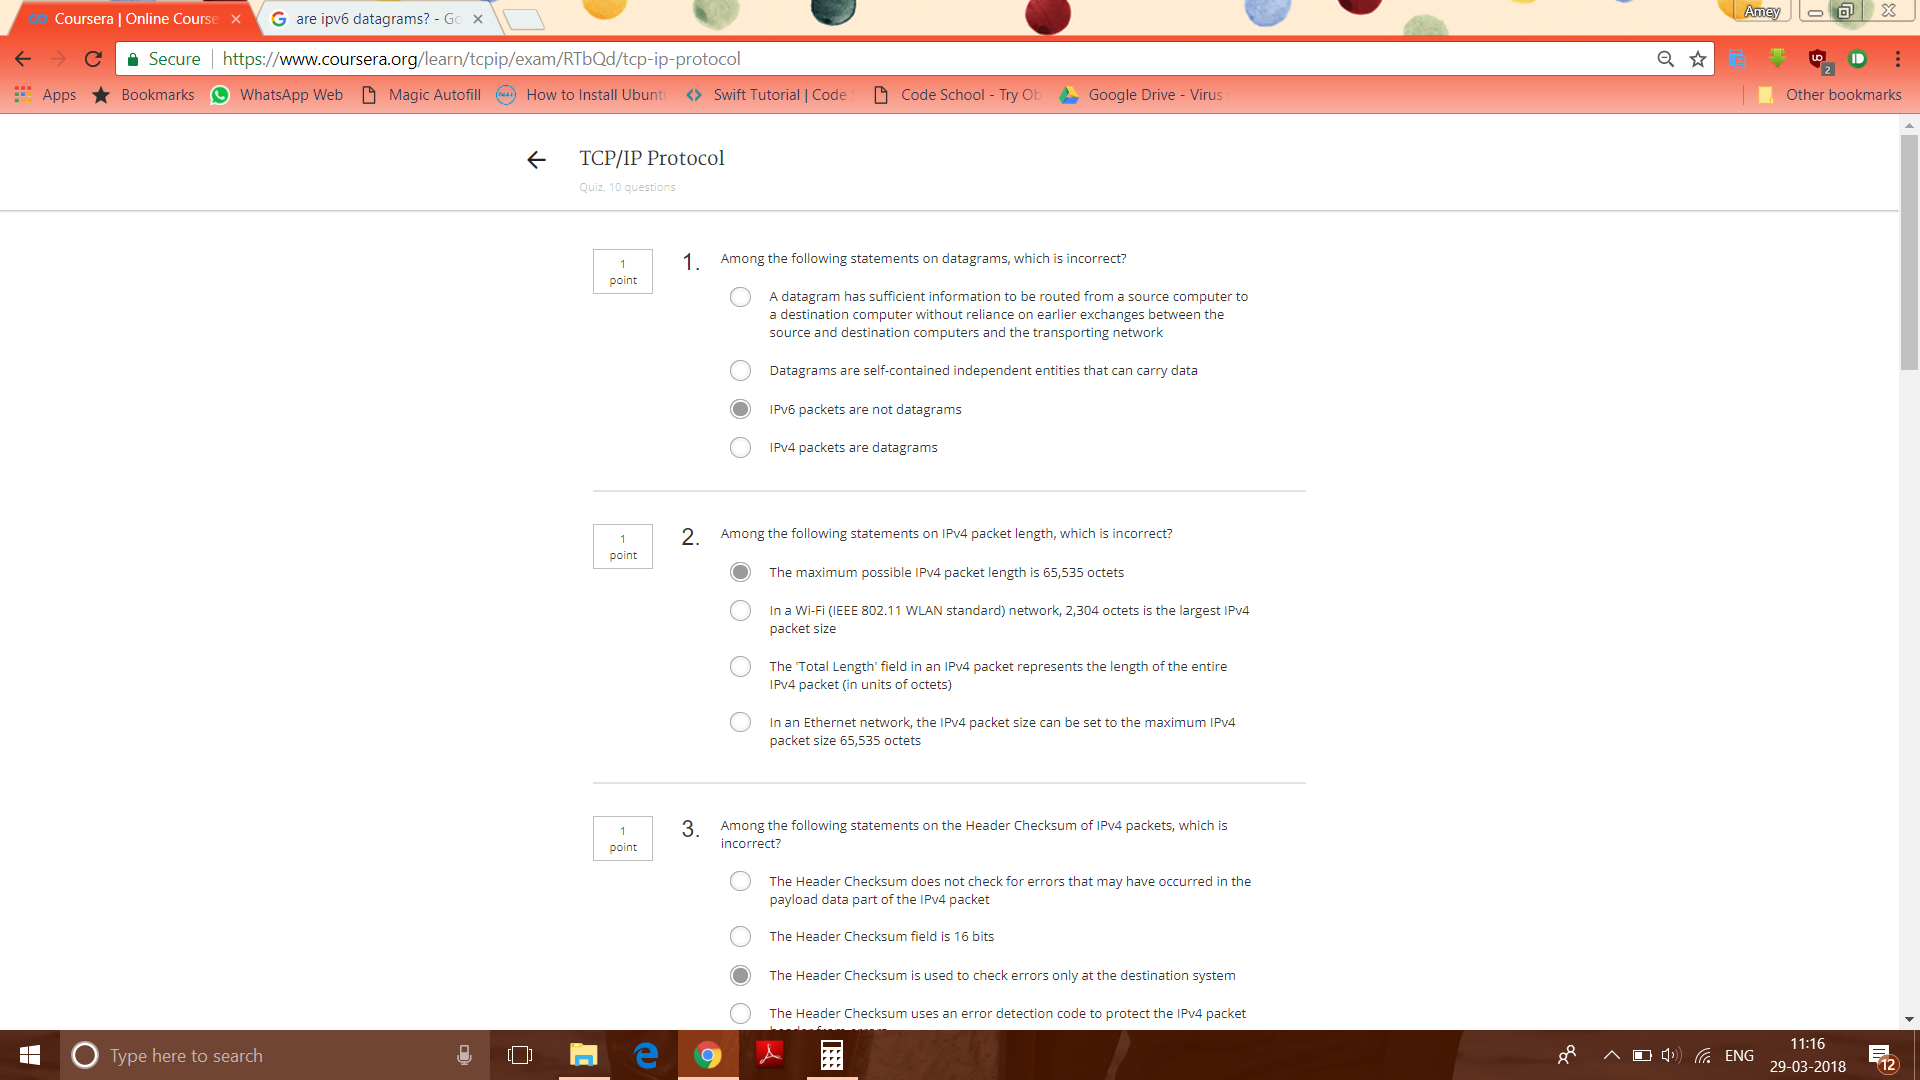 Coursera | Online Course
are ipv6 datagrams? - Go
Amey
Secure
https://www.coursera.org/learn/tcpip/exam/RTbQd/tcp-ip-protocol
2
Apps
Bookmarks
WhatsApp Web
Magic Autofill
How to Install Ubunt
Swift Tutorial | Code
Code School - Try Ob
Google Drive - Virus
Other bookmarks
TCP/IP Protocol
Quiz, 10 questions
1
point
1.
Among the following statements on datagrams, which is incorrect?
A datagram has sufficient information to be routed from a source computer to
a destination computer without reliance on earlier exchanges between the
source and destination computers and the transporting network
Datagrams are self-contained independent entities that can carry data
IPv6 packets are not datagrams
IPv4 packets are datagrams
1
point
2.
Among the following statements on IPv4 packet length, which is incorrect?
The maximum possible IPv4 packet length is 65,535 octets
In a Wi-Fi (IEEE 802.11 WLAN standard) network, 2,304 octets is the largest IPv4
packet size
The 'Total Length' field in an IPv4 packet represents the length of the entire
IPv4 packet (in units of octets)
In an Ethernet network, the IPv4 packet size can be set to the maximum IPv4
packet size 65,535 octets
1
point
3.
Among the following statements on the Header Checksum of IPv4 packets, which is
incorrect?
The Header Checksum does not check for errors that may have occurred in the
payload data part of the IPv4 packet
The Header Checksum field is 16 bits
The Header Checksum is used to check errors only at the destination system
The Header Checksum uses an error detection code to protect the IPv4 packet
Type here to search
ENG
11:16
29-03-2018
12